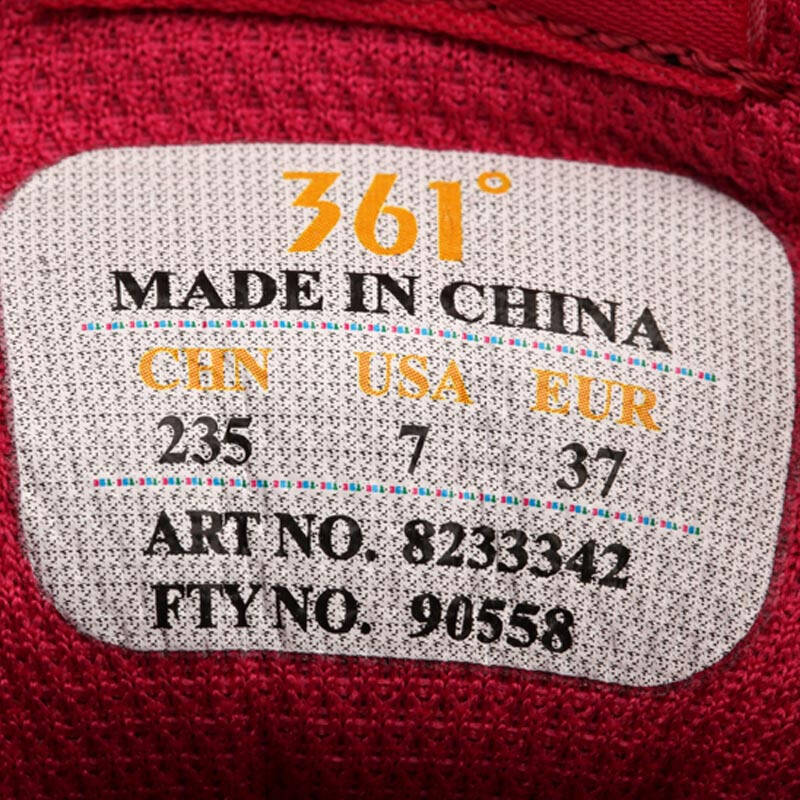 361°
MADE IN CHINA
CHN USA EUR
235 7 37
ART NO. 8233342
FTY NO. 90558